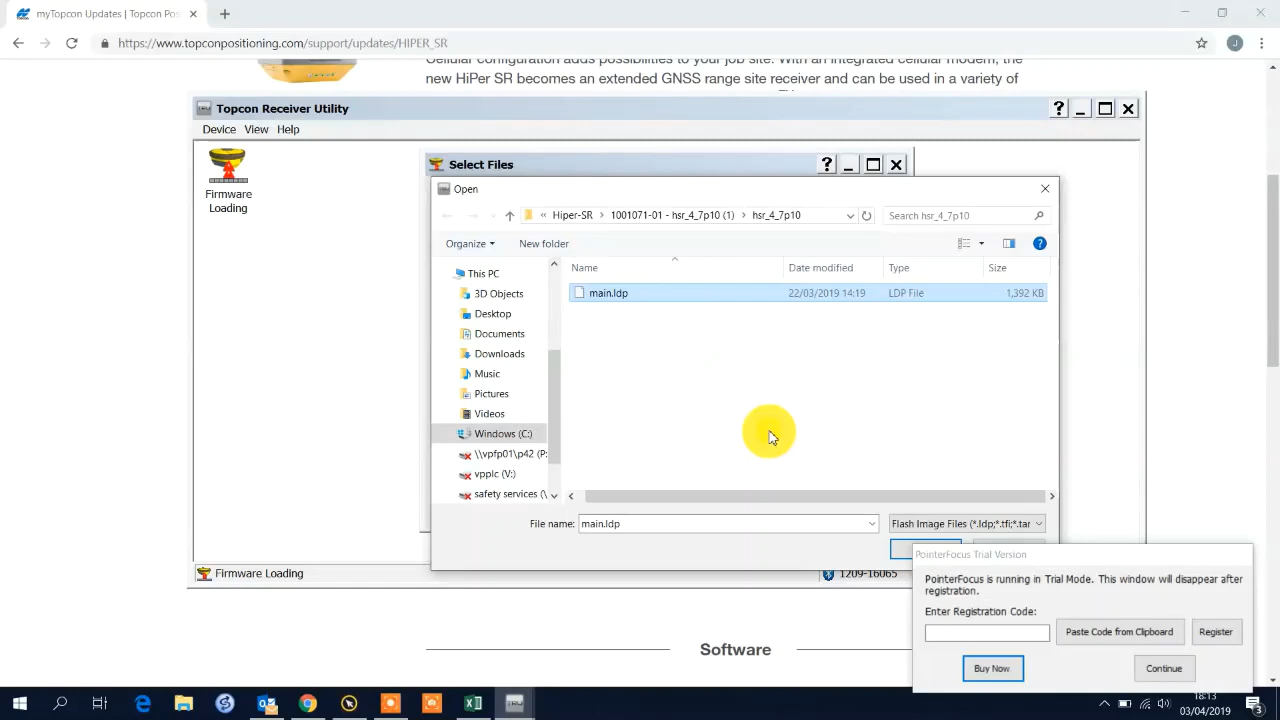 myTopcon Updates | Topcon Pos
https://www.topconpositioning.com/support/updates/HIPER_SR
J
Cellular configuration adds possibilities to your job site. With an integrated cellular modem, the
new HiPer SR becomes an extended GNSS range site receiver and can be used in a variety of
Topcon Receiver Utility
Device View Help
Firmware
Loading
Select Files
Open
« Hiper-SR > 1001071-01 - hsr_4_7p10 (1) > hsr_4_7p10
Search hsr_4_7p10
Organize
New folder
Name Date modified Type Size
main.ldp 22/03/2019 14:19 LDP File 1,392 KB
This PC
3D Objects
Desktop
Documents
Downloads
Music
Pictures
Videos
Windows (C:)
\\vpfp01\p42 (P:
vpplc (V:)
safety services (\
File name: main.ldp
Flash Image Files (*.ldp;*.tfi;*.tar
Firmware Loading
1209-16065
PointerFocus Trial Version
PointerFocus is running in Trial Mode. This window will disappear after
registration.
Enter Registration Code:
Paste Code from Clipboard
Register
Buy Now
Continue
Software
18:13
03/04/2019
3